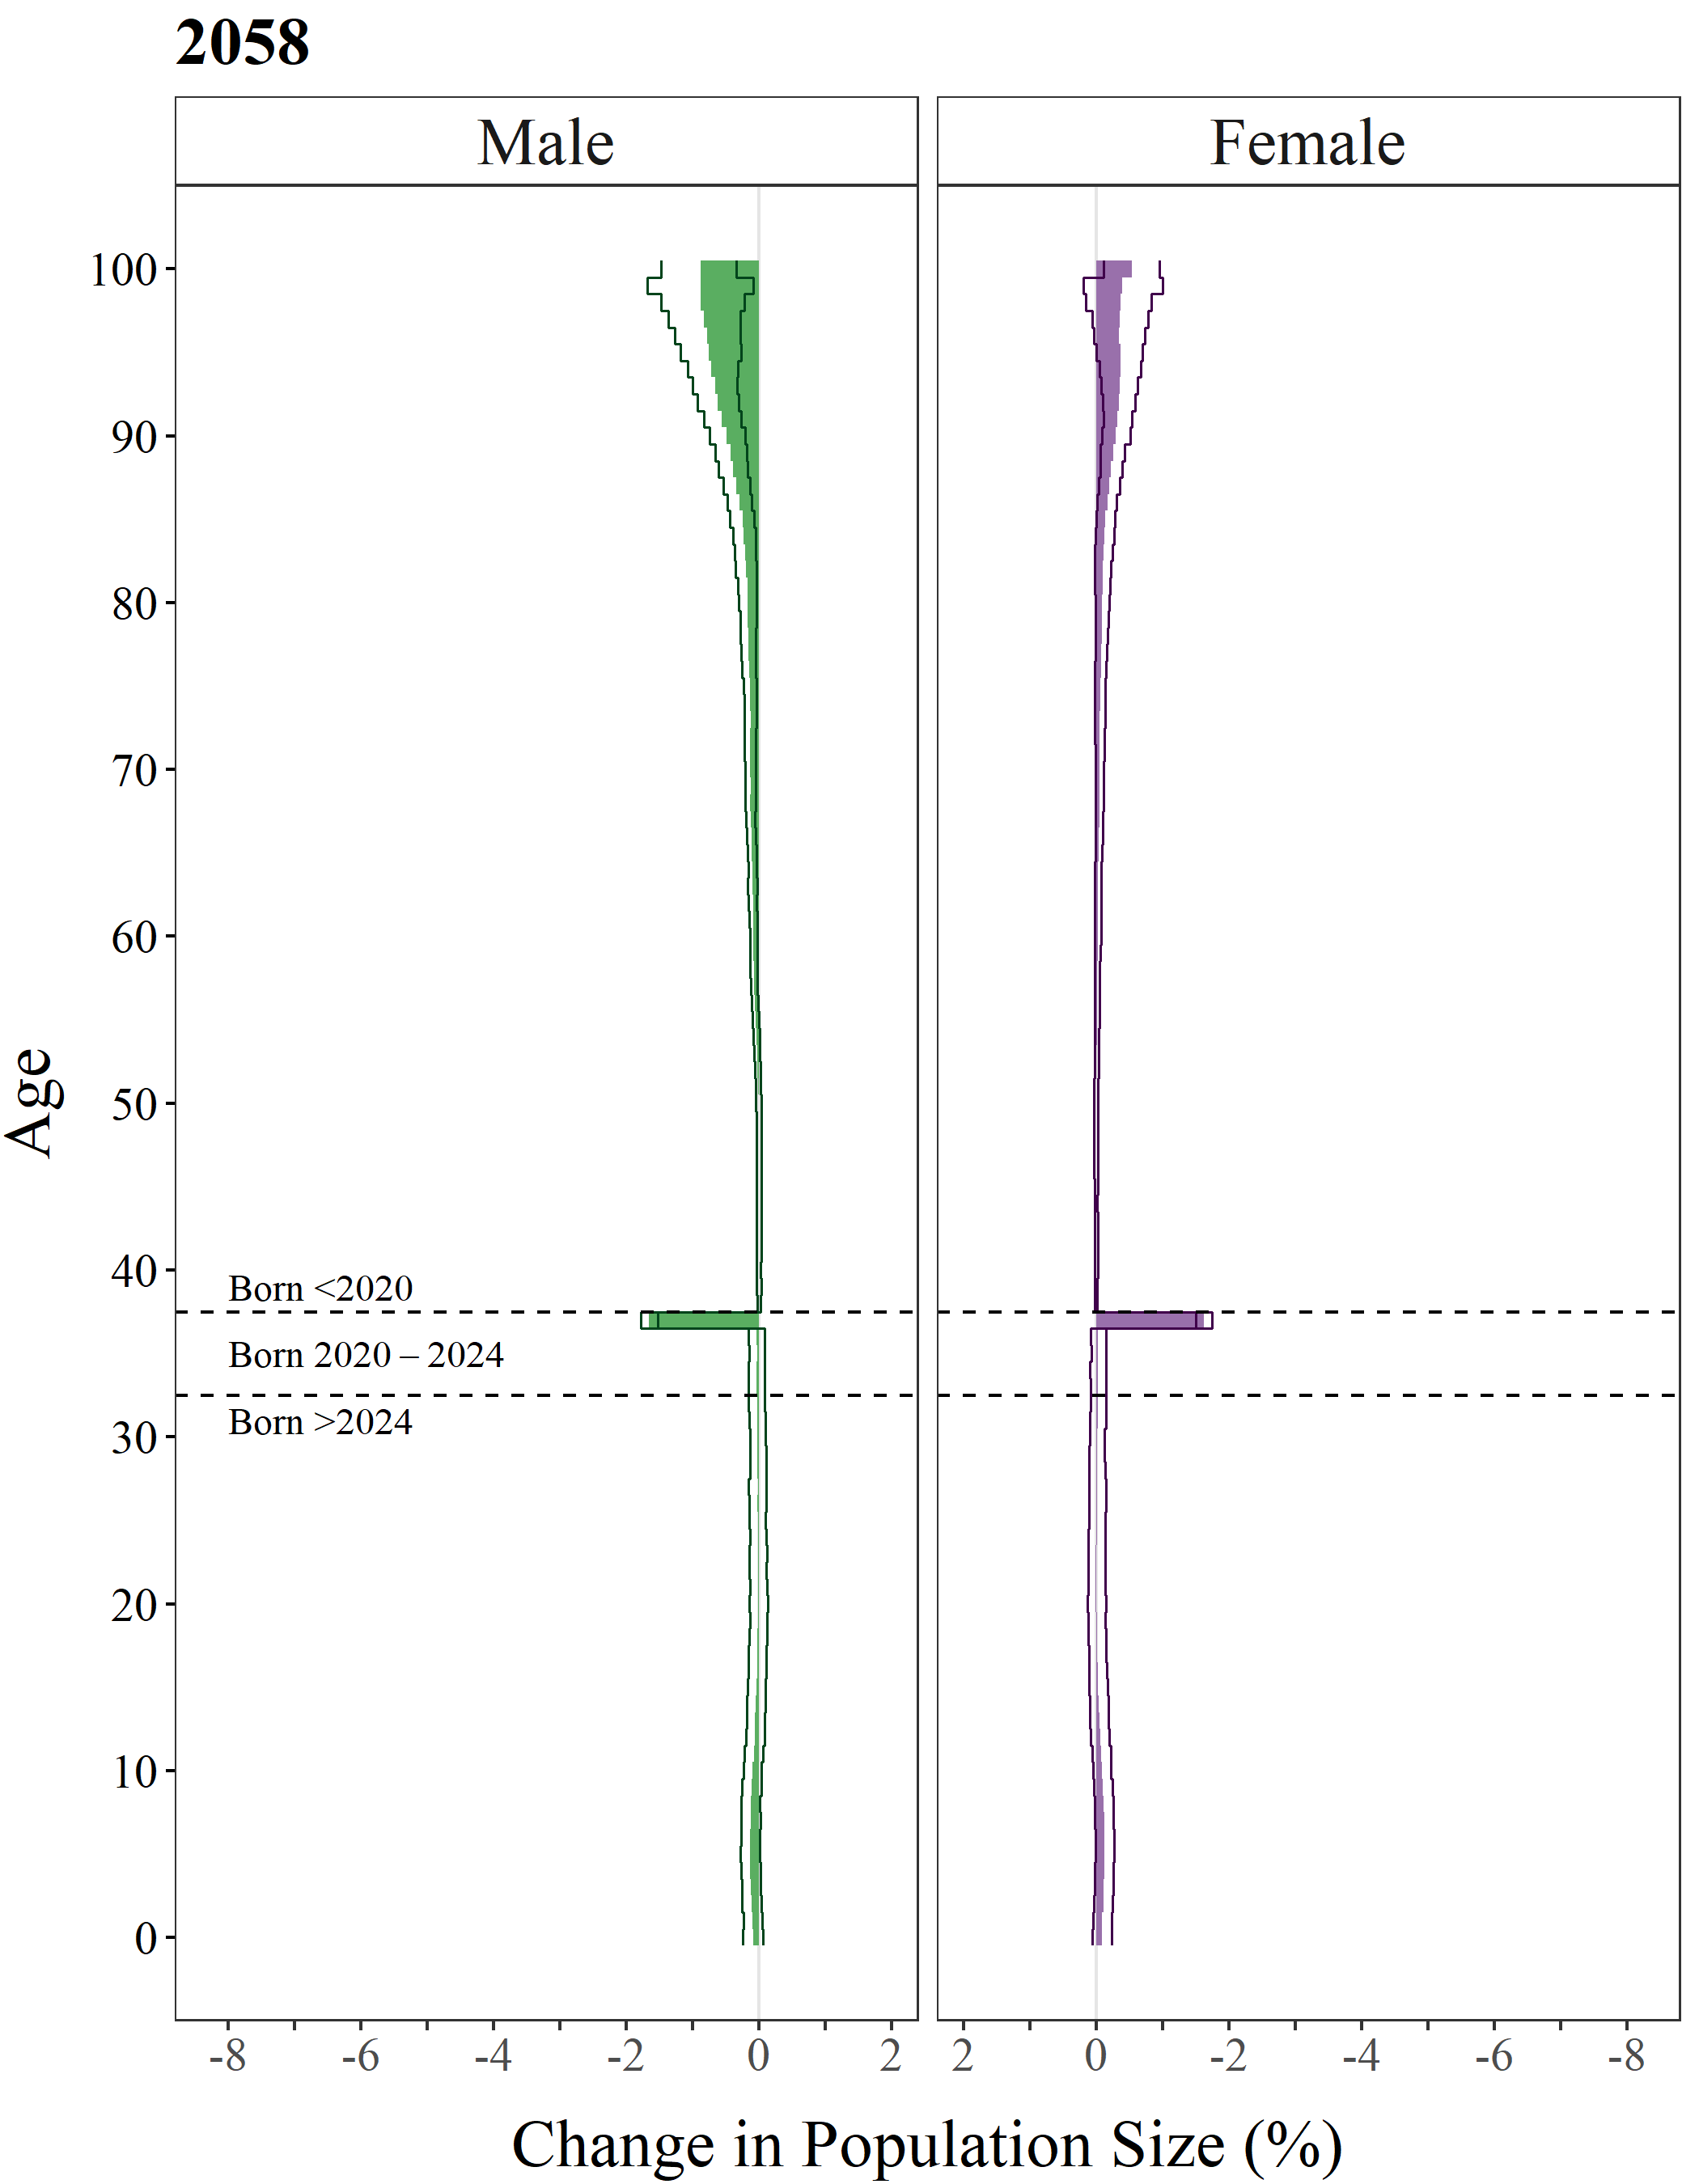 2058
Male Female
100
90
80
70
60
50
40
30
20
10
0
Age
Born <2020
Born 2020 – 2024
Born >2024
-8 -6 -4 -2 0 2 2 0 -2 -4 -6 -8
Change in Population Size (%)